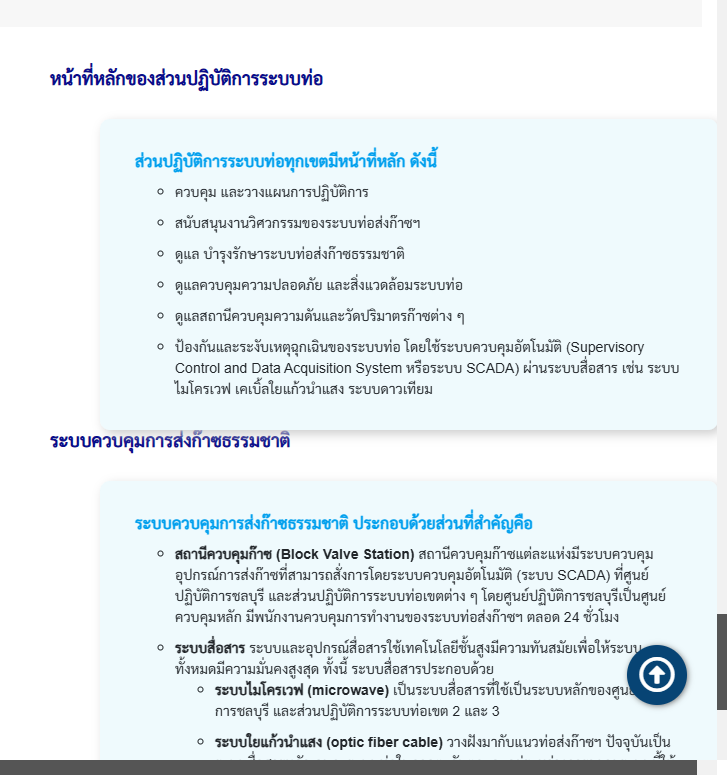 หน้าที่หลักของส่วนปฏิบัติการระบบท่อ
ส่วนปฏิบัติการระบบท่อทุกเขตมีหน้าที่หลัก ดังนี้
ควบคุม และวางแผนการปฏิบัติการ
สนับสนุนงานวิศวกรรมของระบบท่อส่งก๊าซฯ
ดูแล บำรุงรักษาระบบท่อส่งก๊าซธรรมชาติ
ดูแลควบคุมความปลอดภัย และสิ่งแวดล้อมระบบท่อ
ดูแลสถานีควบคุมความดันและวัดปริมาตรก๊าซต่าง ๆ
ป้องกันและระงับเหตุฉุกเฉินของระบบท่อ โดยใช้ระบบควบคุมอัตโนมัติ (Supervisory
Control and Data Acquisition System หรือระบบ SCADA) ผ่านระบบสื่อสาร เช่น ระบบ
ไมโครเวฟ เคเบิ้ลใยแก้วนำแสง ระบบดาวเทียม
ระบบควบคุมการส่งก๊าซธรรมชาติ
ระบบควบคุมการส่งก๊าซธรรมชาติ ประกอบด้วยส่วนที่สำคัญคือ
สถานีควบคุมก๊าซ (Block Valve Station) สถานีควบคุมก๊าซแต่ละแห่งมีระบบควบคุม
อุปกรณ์การส่งก๊าซที่สามารถสั่งการโดยระบบควบคุมอัตโนมัติ (ระบบ SCADA) ที่ศูนย์
ปฏิบัติการชลบุรี และส่วนปฏิบัติการระบบท่อเขตต่าง ๆ โดยศูนย์ปฏิบัติการชลบุรีเป็นศูนย์
ควบคุมหลัก มีพนักงานควบคุมการทำงานของระบบท่อส่งก๊าซฯ ตลอด 24 ชั่วโมง
ระบบสื่อสาร ระบบและอุปกรณ์สื่อสารใช้เทคโนโลยีชั้นสูงมีความทันสมัยเพื่อให้ระบบ
ทั้งหมดมีความมั่นคงสูงสุด ทั้งนี้ ระบบสื่อสารประกอบด้วย
ระบบไมโครเวฟ (microwave) เป็นระบบสื่อสารที่ใช้เป็นระบบหลักของ
การชลบุรี และส่วนปฏิบัติการระบบท่อเขต 2 และ 3
ระบบใยแก้วนำแสง (optic fiber cable) วางฝังมากับแนวท่อส่งก๊าซฯ ปัจจุบันเป็น